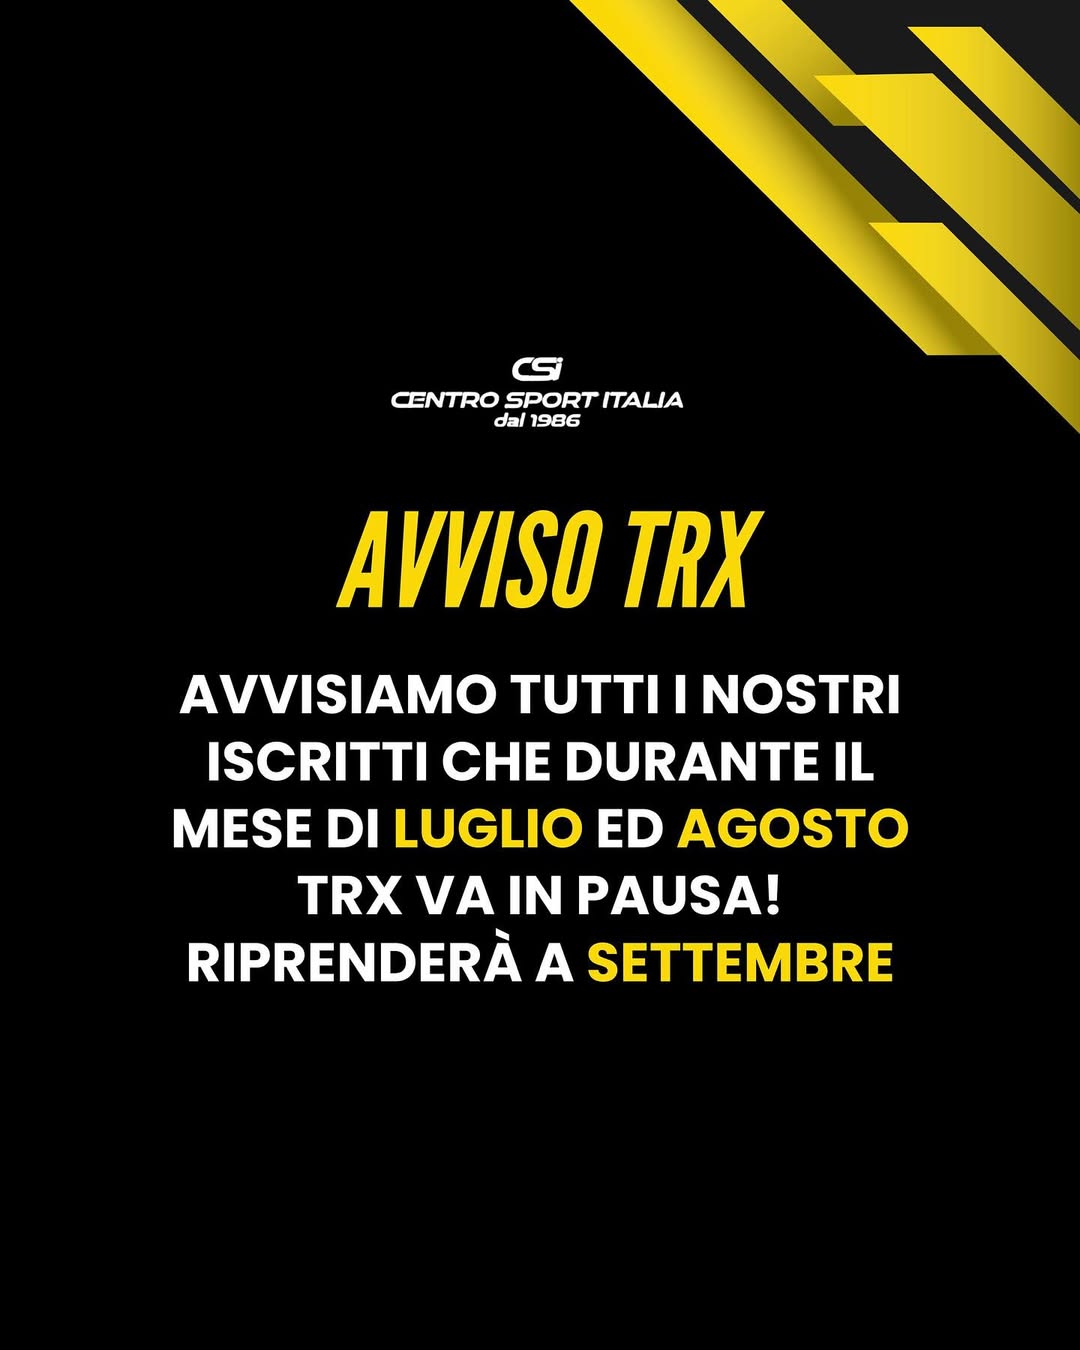 CSi
CENTRO SPORT ITALIA
dal 1986
AVVISO TRX
AVVISIAMO TUTTI I NOSTRI
ISCRITTI CHE DURANTE IL
MESE DI LUGLIO ED AGOSTO
TRX VA IN PAUSA!
RIPRENDERÀ A SETTEMBRE